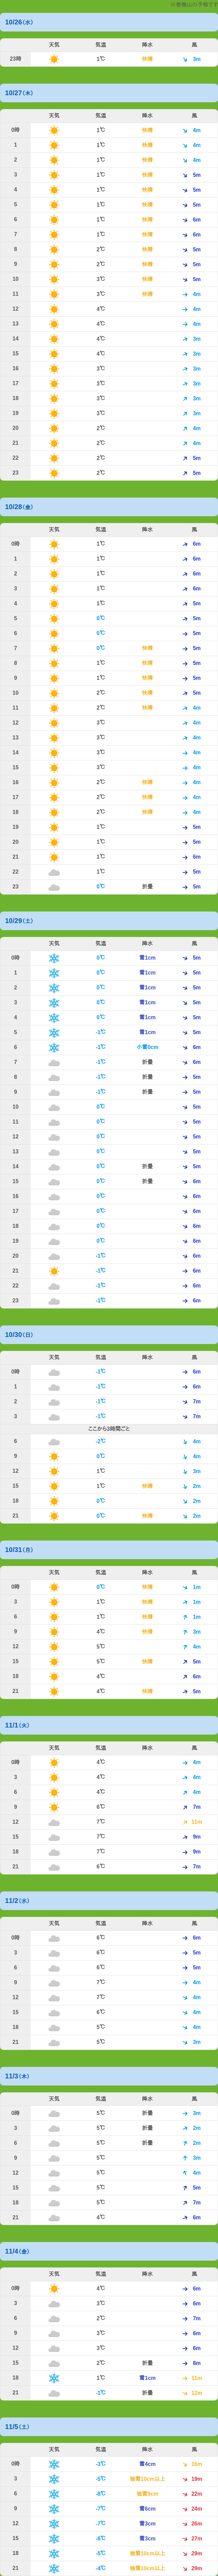 10/26(水)
天気 気温 降水 風
23時 1℃ 快晴 3m
10/27(木)
天気 気温 降水 風
0時 1℃ 快晴 4m
1 1℃ 快晴 4m
2 1℃ 快晴 4m
3 1℃ 快晴 5m
4 1℃ 快晴 5m
5 1℃ 快晴 5m
6 1℃ 快晴 6m
7 1℃ 快晴 6m
8 2℃ 快晴 5m
9 2℃ 快晴 5m
10 3℃ 快晴 5m
11 3℃ 快晴 4m
12 4℃ 4m
13 4℃ 4m
14 4℃ 3m
15 4℃ 3m
16 3℃ 3m
17 3℃ 3m
18 3℃ 3m
19 3℃ 3m
20 2℃ 4m
21 2℃ 4m
22 2℃ 5m
23 2℃ 5m
10/28(金)
天気 気温 降水 風
0時 1℃ 6m
1 1℃ 6m
2 1℃ 6m
3 1℃ 6m
4 1℃ 5m
5 0℃ 5m
6 0℃ 5m
7 0℃ 快晴 5m
8 1℃ 快晴 5m
9 1℃ 快晴 5m
10 2℃ 快晴 5m
11 2℃ 快晴 4m
12 3℃ 4m
13 3℃ 4m
14 3℃ 4m
15 3℃ 4m
16 2℃ 快晴 4m
17 2℃ 快晴 4m
18 2℃ 快晴 4m
19 1℃ 5m
20 1℃ 5m
21 1℃ 6m
22 1℃ 5m
23 0℃ 折曇 5m
10/29(土)
天気 気温 降水 風
0時 0℃ 雪1cm 5m
1 0℃ 雪1cm 5m
2 0℃ 雪1cm 5m
3 0℃ 雪1cm 5m
4 0℃ 雪1cm 5m
5 -1℃ 雪1cm 5m
6 -1℃ 小雪0cm 6m
7 -1℃ 折曇 6m
8 -1℃ 折曇 5m
9 -1℃ 折曇 5m
10 0℃ 5m
11 0℃ 5m
12 0℃ 5m
13 0℃ 5m
14 0℃ 折曇 5m
15 0℃ 折曇 6m
16 0℃ 6m
17 0℃ 6m
18 0℃ 6m
19 0℃ 6m
20 -1℃ 6m
21 -1℃ 6m
22 -1℃ 6m
23 -1℃ 6m
10/30(日)
天気 気温 降水 風
0時 -1℃ 6m
1 -1℃ 6m
2 -1℃ 7m
3 -1℃ 7m
ここから3時間ごと
6 -2℃ 4m
9 0℃ 4m
12 1℃ 3m
15 1℃ 快晴 2m
18 0℃ 2m
21 0℃ 快晴 2m
10/31(月)
天気 気温 降水 風
0時 0℃ 快晴 1m
3 1℃ 快晴 1m
6 1℃ 快晴 1m
9 4℃ 快晴 3m
12 5℃ 4m
15 5℃ 快晴 5m
18 4℃ 6m
21 4℃ 快晴 5m
11/1(火)
天気 気温 降水 風
0時 4℃ 4m
3 4℃ 4m
6 4℃ 4m
9 6℃ 7m
12 7℃ 11m
15 7℃ 9m
18 7℃ 9m
21 6℃ 7m
11/2(水)
天気 気温 降水 風
0時 6℃ 6m
3 6℃ 5m
6 6℃ 5m
9 7℃ 4m
12 7℃ 4m
15 6℃ 4m
18 5℃ 4m
21 5℃ 3m
11/3(木)
天気 気温 降水 風
0時 5℃ 折曇 3m
3 5℃ 折曇 2m
6 5℃ 折曇 2m
9 5℃ 3m
12 5℃ 4m
15 5℃ 5m
18 5℃ 7m
21 4℃ 6m
11/4(金)
天気 気温 降水 風
0時 4℃ 6m
3 3℃ 6m
6 2℃ 7m
9 3℃ 6m
12 3℃ 6m
15 2℃ 折曇 8m
18 1℃ 雪1cm 11m
21 -1℃ 折曇 12m
11/5(土)
天気 気温 降水 風
0時 -3℃ 雪4cm 16m
3 -5℃ 強雪10cm以上 19m
6 -8℃ 強雪9cm 22m
9 -7℃ 雪6cm 24m
12 -7℃ 雪3cm 26m
15 -6℃ 雪3cm 27m
18 -5℃ 強雪10cm以上 29m
21 -4℃ 強雪10cm以上 29m